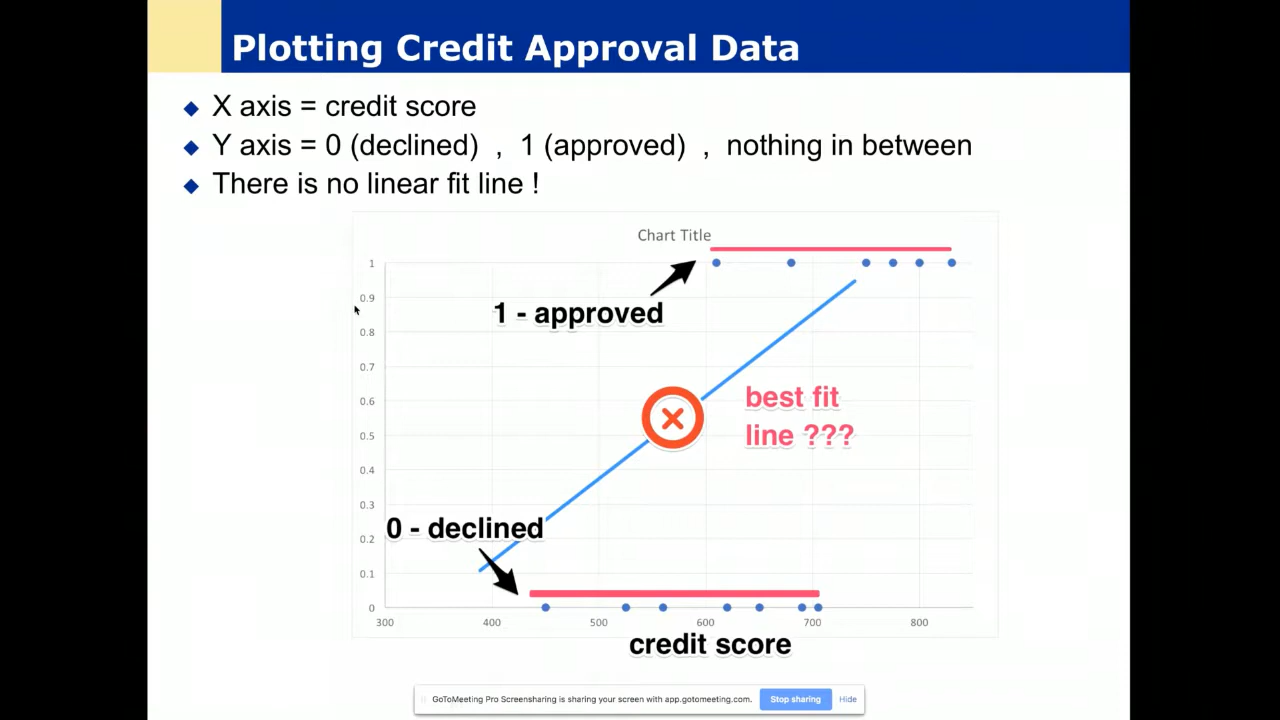 Plotting Credit Approval Data
X axis = credit score
Y axis = 0 (declined) , 1 (approved) , nothing in between
There is no linear fit line !
Chart Title
1
0.9
0.8
0.7
0.6
0.5
0.4
0.3
0.2
0.1
0
1 - approved
best fit
line ???
0 - declined
300 400 500 600 700 800
credit score
GoToMeeting Pro Screensharing is sharing your screen with app.gotomeeting.com. Stop sharing Hide